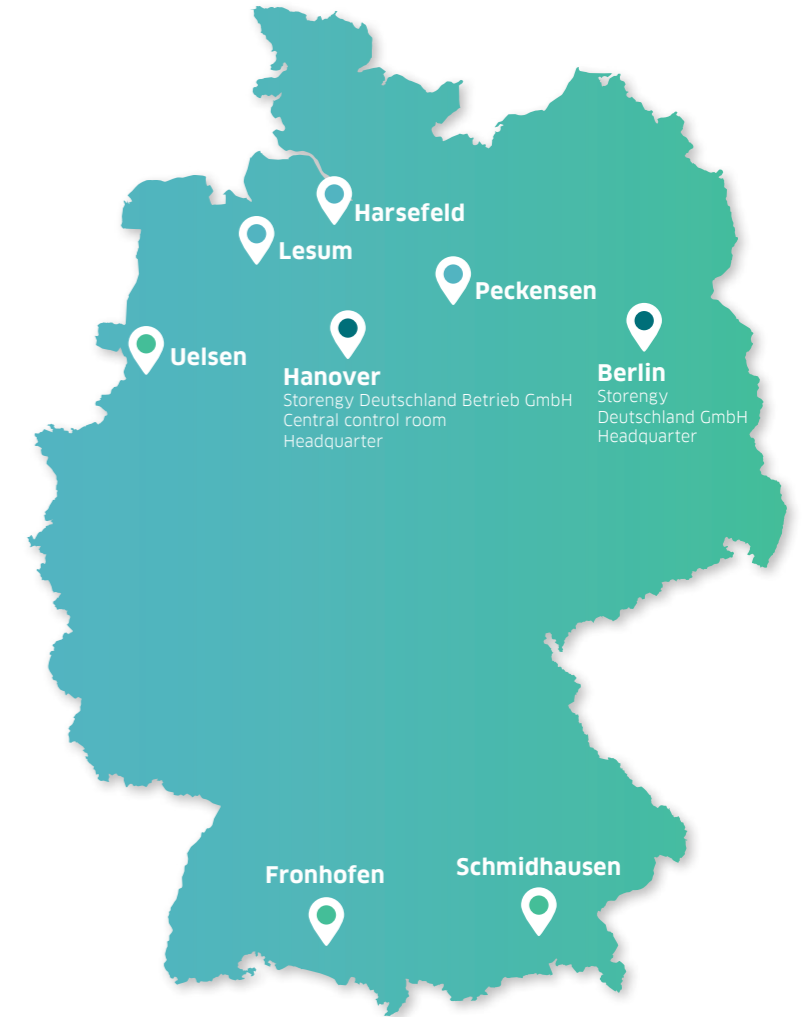 Harsefeld
Lesum
Peckensen
Uelsen
Hanover
Storengy Deutschland Betrieb GmbH
Central control room
Headquarter
Berlin
Storengy
Deutschland GmbH
Headquarter
Fronhofen
Schmidhausen